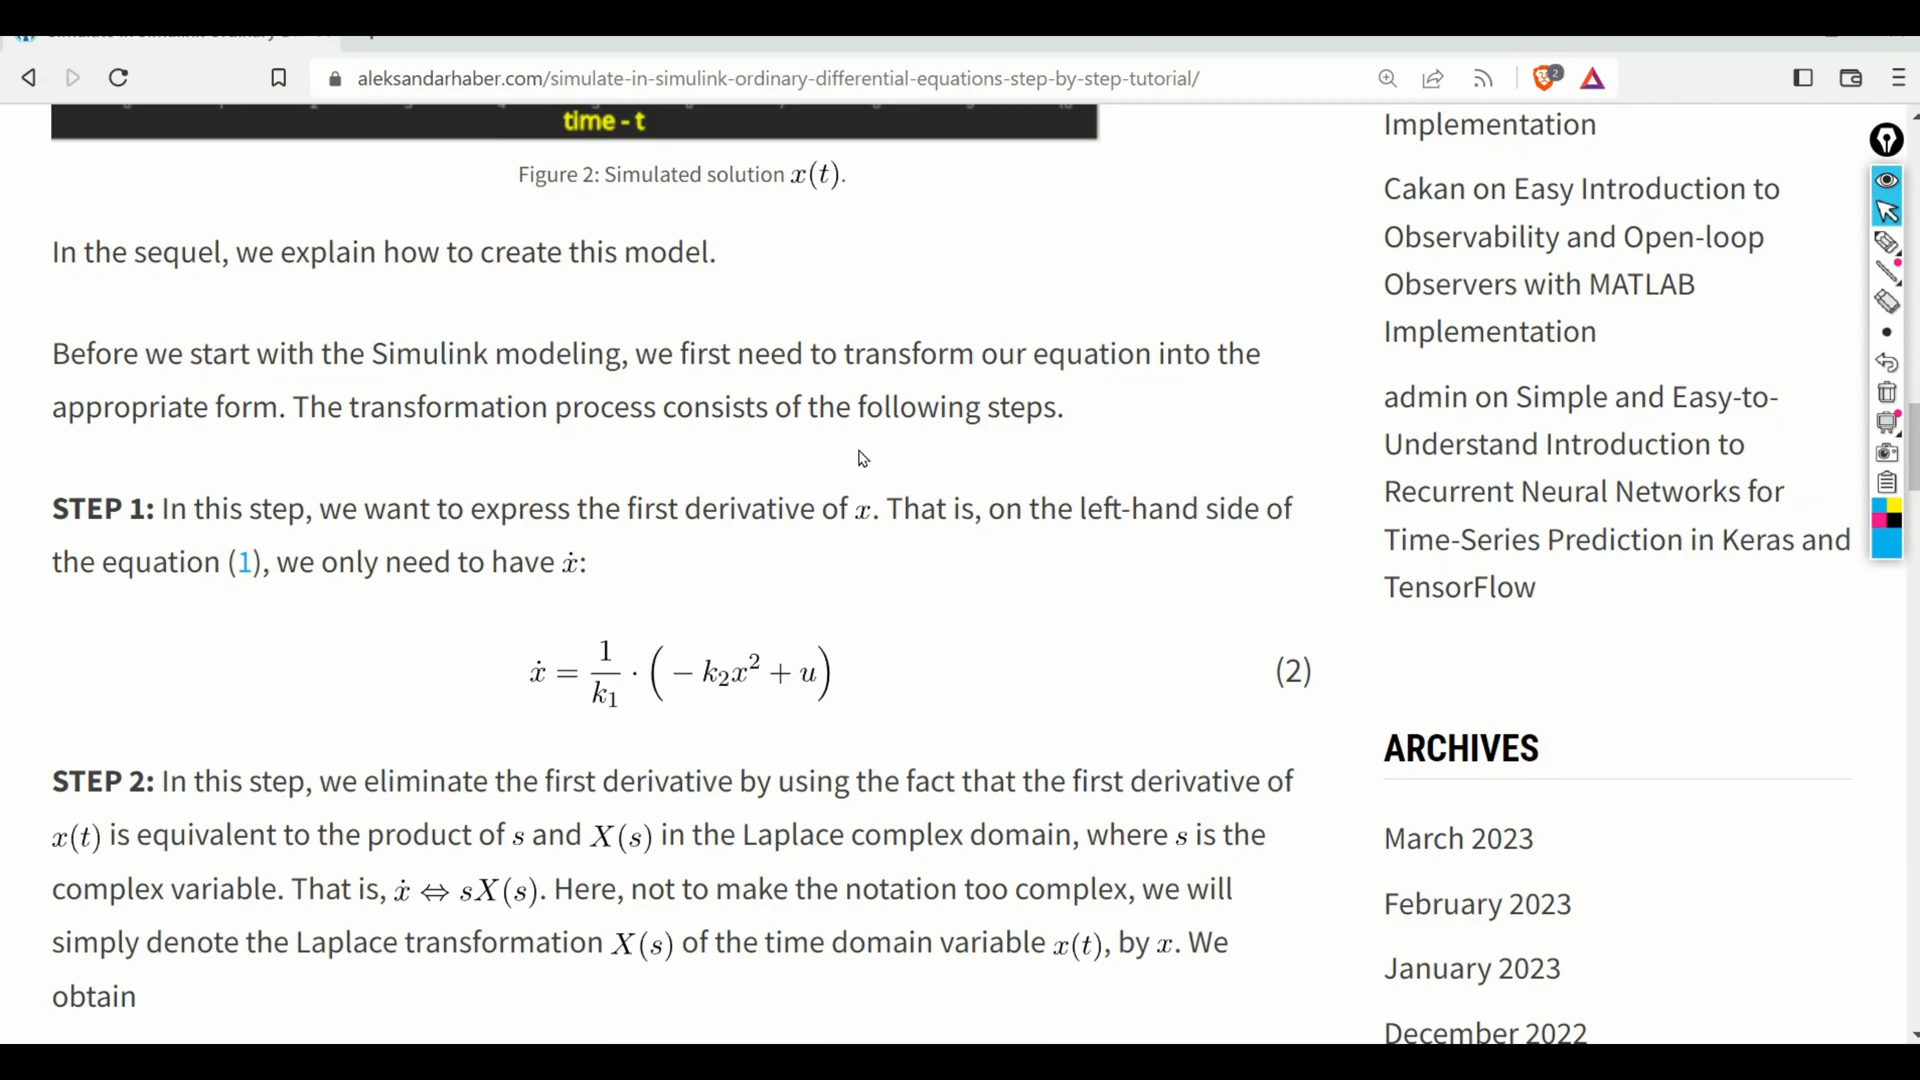 aleksandarhaber.com/simulate-in-simulink-ordinary-differential-equations-step-by-step-tutorial/
2
time - t
Figure 2: Simulated solution x(t).
In the sequel, we explain how to create this model.
Before we start with the Simulink modeling, we first need to transform our equation into the
appropriate form. The transformation process consists of the following steps.
STEP 1: In this step, we want to express the first derivative of x. That is, on the left-hand side of
the equation (1), we only need to have ẋ:
ẋ = 1/k₁ · ( − k₂x² + u ) (2)
STEP 2: In this step, we eliminate the first derivative by using the fact that the first derivative of
x(t) is equivalent to the product of s and X(s) in the Laplace complex domain, where s is the
complex variable. That is, ẋ ⇔ sX(s). Here, not to make the notation too complex, we will
simply denote the Laplace transformation X(s) of the time domain variable x(t), by x. We
obtain
Implementation
Cakan on Easy Introduction to
Observability and Open-loop
Observers with MATLAB
Implementation
admin on Simple and Easy-to-
Understand Introduction to
Recurrent Neural Networks for
Time-Series Prediction in Keras and
TensorFlow
ARCHIVES
March 2023
February 2023
January 2023
December 2022